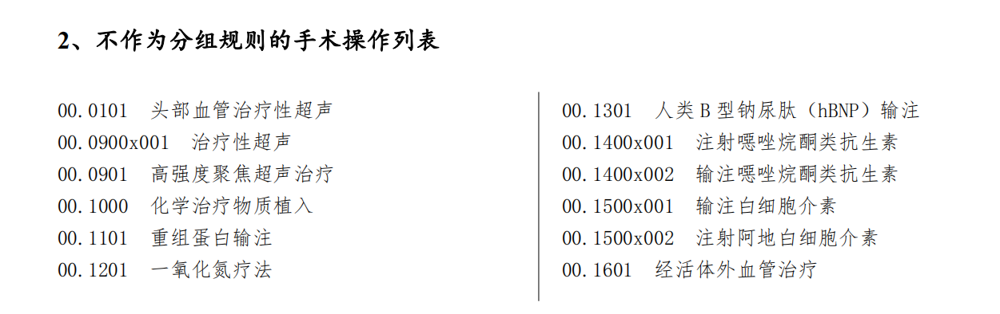 2、不作为分组规则的手术操作列表
00.0101 头部血管治疗性超声
00.0900x001 治疗性超声
00.0901 高强度聚焦超声治疗
00.1000 化学治疗物质植入
00.1101 重组蛋白输注
00.1201 一氧化氮疗法
00.1301 人类 B 型钠尿肽（hBNP）输注
00.1400x001 注射噁唑烷酮类抗生素
00.1400x002 输注噁唑烷酮类抗生素
00.1500x001 输注白细胞介素
00.1500x002 注射阿地白细胞介素
00.1601 经活体外血管治疗